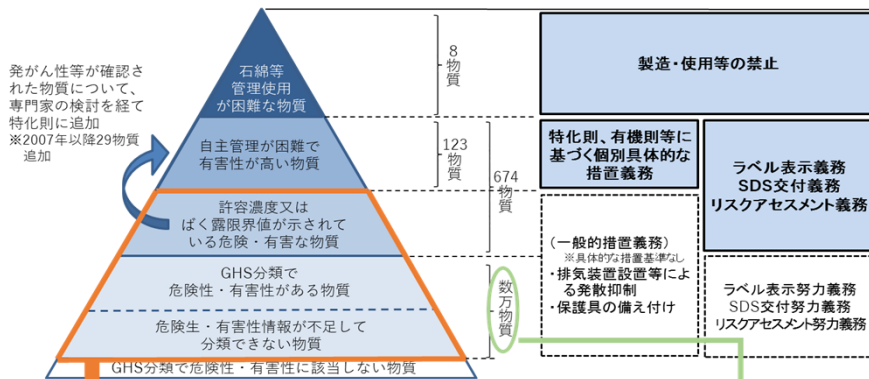 発がん性等が確認され
た物質について、
専門家の検討を経て
特化則に追加
※2007年以降29物質
追加
石綿等
管理使用
が困難な物質
自主管理が困難で
有害性が高い物質
許容濃度又は
ばく露限界値が示されて
いる危険・有害な物質
GHS分類で
危険性・有害性がある物質
危険生・有害性情報が不足して
分類できない物質
GHS分類で危険性・有害性に該当しない物質
8
物質
123
物質
674
物質
数万物質
製造・使用等の禁止
特化則、有機則等に
基づく個別具体的な
措置義務
ラベル表示義務
SDS交付義務
リスクアセスメント義務
(一般的措置義務)
※具体的な措置基準なし
・排気装置設置等によ
る発散抑制
・保護具の備え付け
ラベル表示努力義務
SDS交付努力義務
リスクアセスメント努力義務